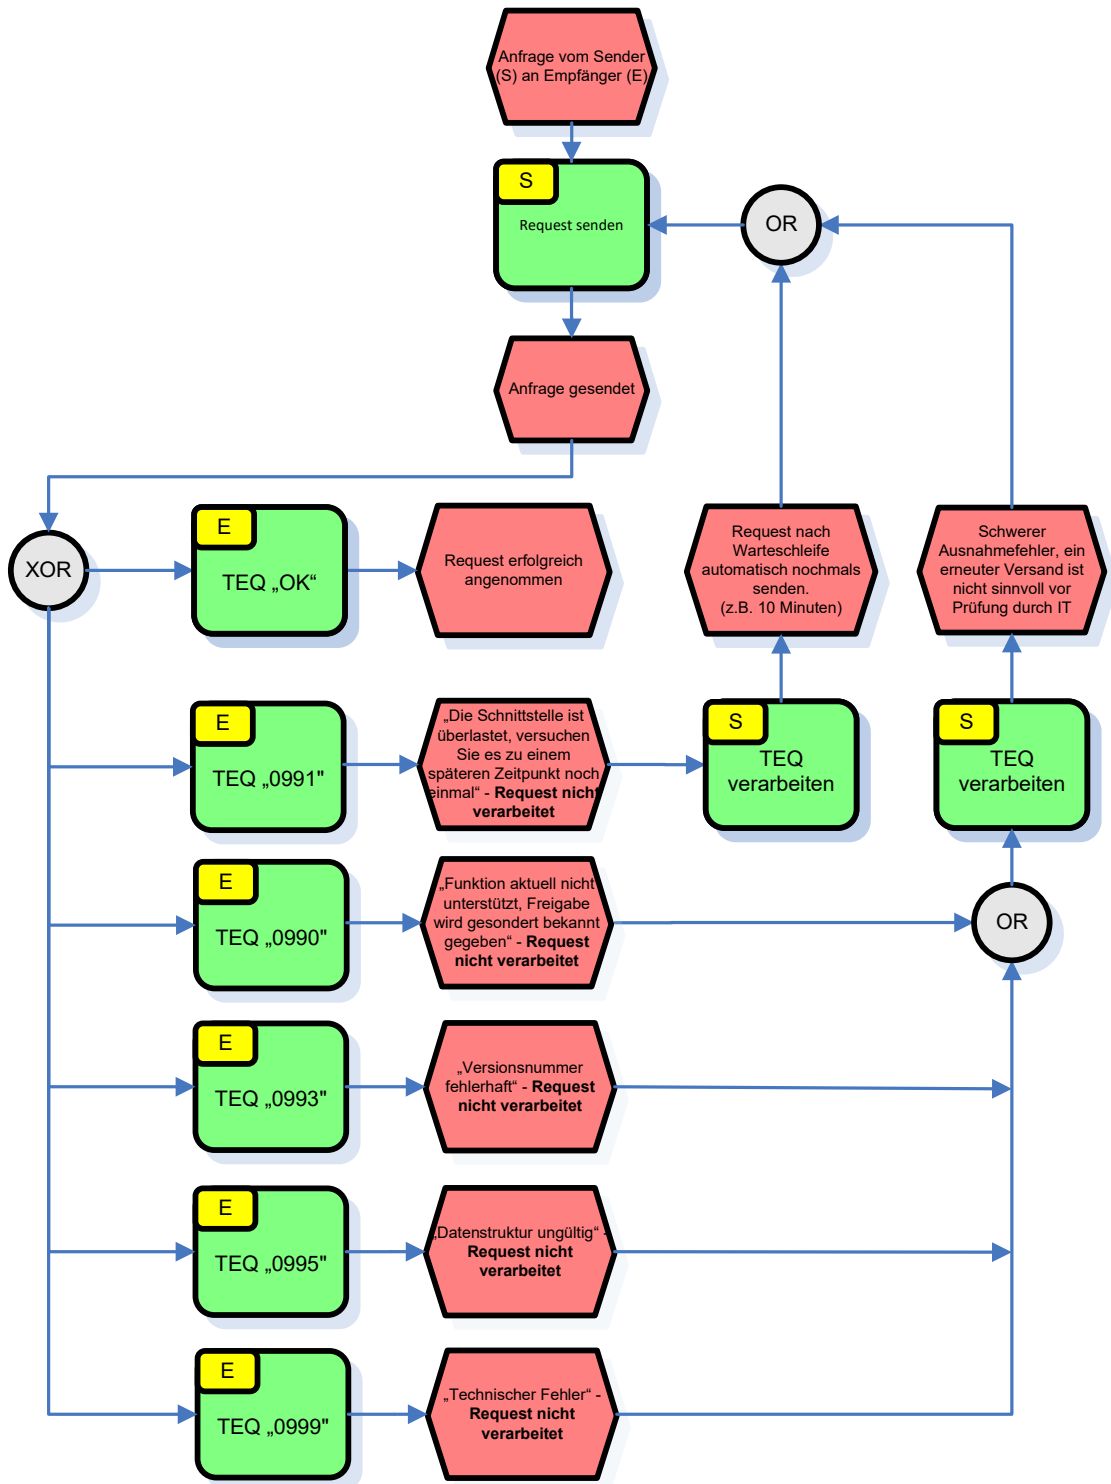 Anfrage vom Sender
(S) an Empfänger (E)
S
Request senden
OR
Anfrage gesendet
XOR
E
TEQ „OK“
Request erfolgreich
angenommen
Request nach
Warteschleife
automatisch nochmals
senden.
(z.B. 10 Minuten)
Schwerer
Ausnahmefehler, ein
erneuter Versand ist
nicht sinnvoll vor
Prüfung durch IT
E
TEQ „0991"
„Die Schnittstelle ist
überlastet, versuchen
Sie es zu einem
späteren Zeitpunkt noch
einmal“ - Request nicht
verarbeitet
S
TEQ
verarbeiten
S
TEQ
verarbeiten
E
TEQ „0990"
„Funktion aktuell nicht
unterstützt, Freigabe
wird gesondert bekannt
gegeben“ - Request
nicht verarbeitet
OR
E
TEQ „0993"
„Versionsnummer
fehlerhaft“ - Request
nicht verarbeitet
E
TEQ „0995"
„Datenstruktur ungültig“ -
Request nicht
verarbeitet
E
TEQ „0999"
„Technischer Fehler“ -
Request nicht
verarbeitet